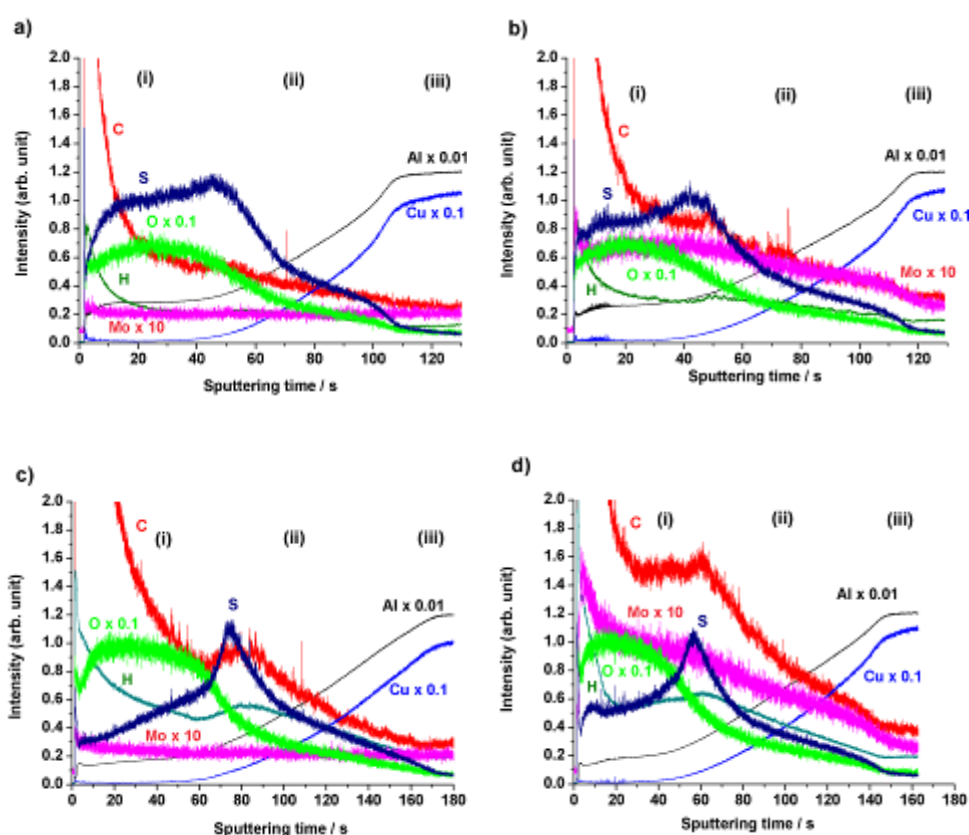 a)
Intensity (arb. unit)
2.0
1.8
1.6
1.4
1.2
1.0
0.8
0.6
0.4
0.2
0.0
(i)
(ii)
(iii)
C
S
O x 0.1
H
Mo x 10
Al x 0.01
Cu x 0.1
0 20 40 60 80 100 120
Sputtering time / s
b)
Intensity (arb. unit)
2.0
1.8
1.6
1.4
1.2
1.0
0.8
0.6
0.4
0.2
0.0
(i)
(ii)
(iii)
C
S
Al x 0.01
Cu x 0.1
H
O x 0.1
Mo x 10
0 20 40 60 80 100 120
Sputtering time / s
c)
Intensity (arb. unit)
2.0
1.8
1.6
1.4
1.2
1.0
0.8
0.6
0.4
0.2
0.0
C
(i)
(ii)
(iii)
O x 0.1
S
Al x 0.01
H
Cu x 0.1
Mo x 10
0 20 40 60 80 100 120 140 160 180
Sputtering time / s
d)
Intensity (arb. unit)
2.0
1.8
1.6
1.4
1.2
1.0
0.8
0.6
0.4
0.2
0.0
C
(i)
(ii)
(iii)
Mo x 10
S
Al x 0.01
O x 0.1
H
Cu x 0.1
0 20 40 60 80 100 120 140 160 180
Sputtering time / s